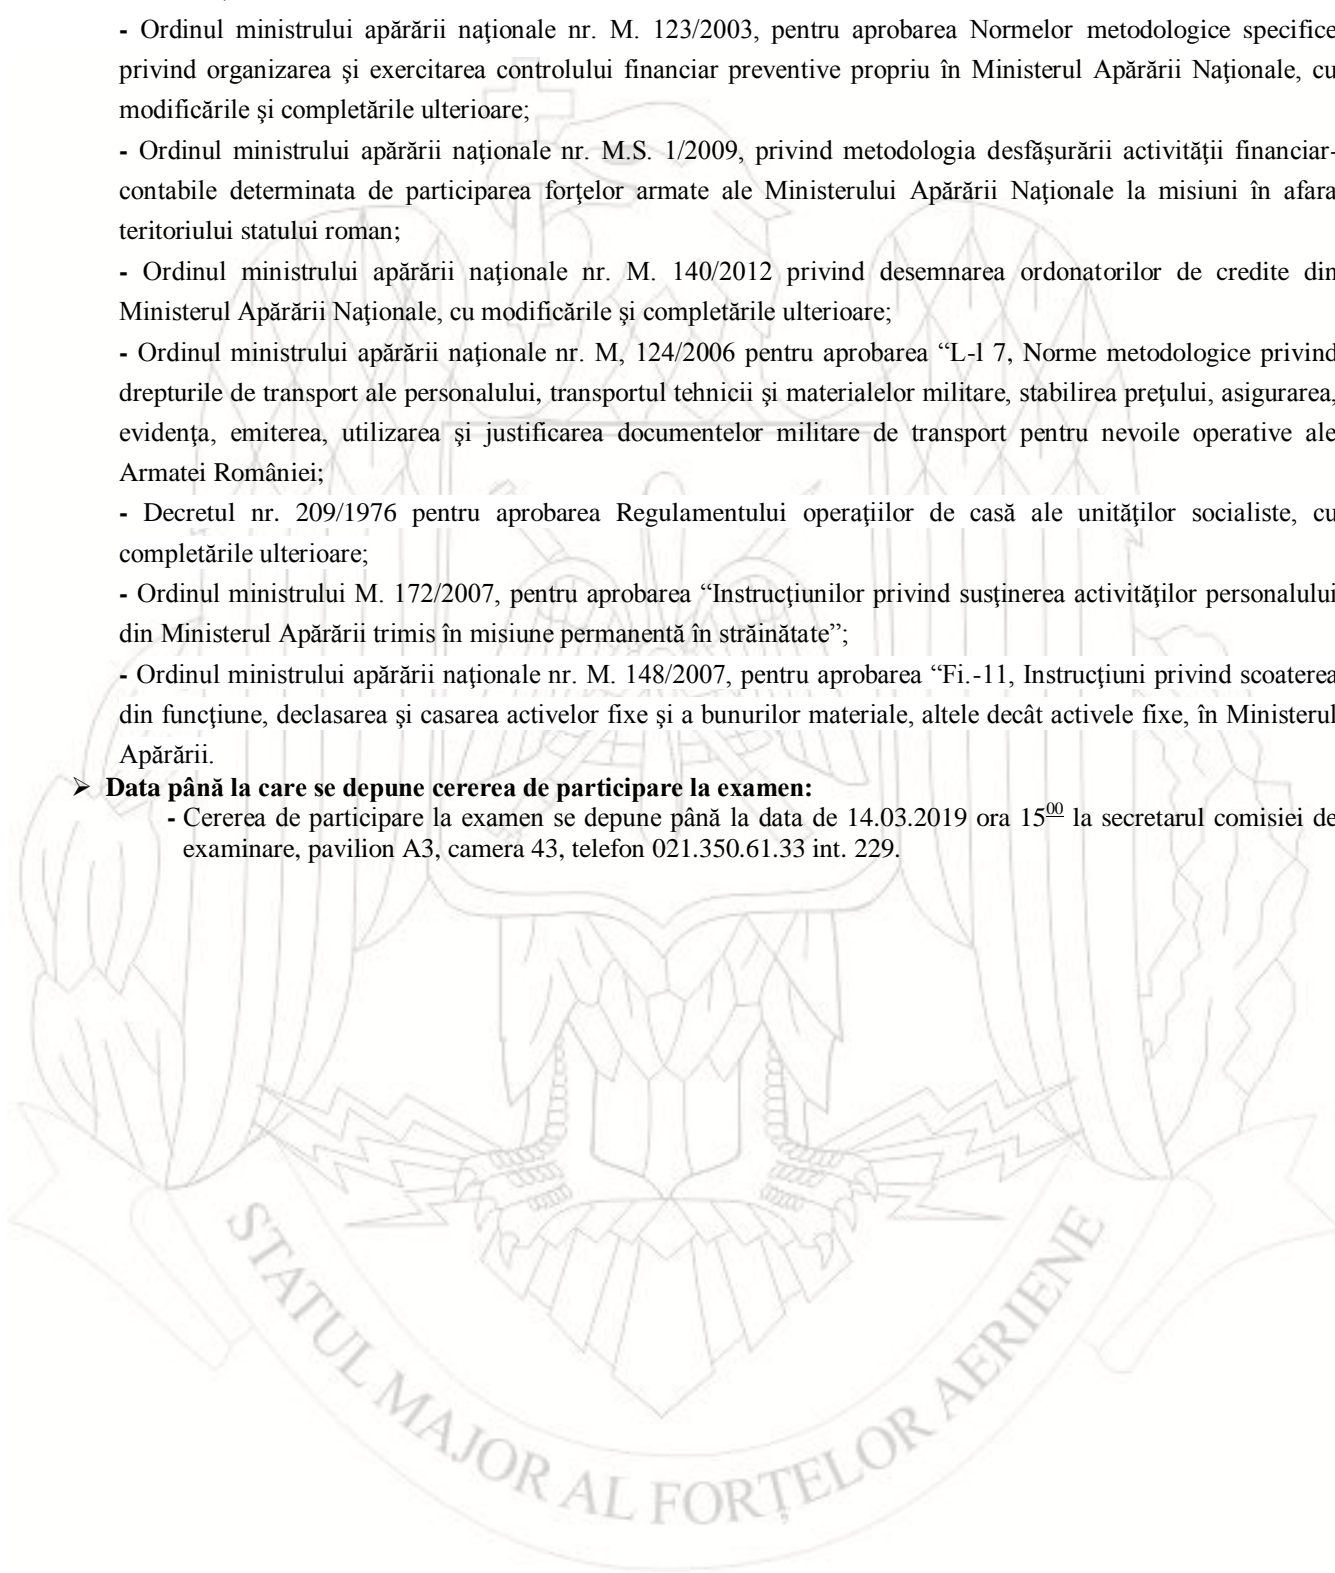 - Ordinul ministrului apărării naţionale nr. M. 123/2003, pentru aprobarea Normelor metodologice specifice
privind organizarea şi exercitarea controlului financiar preventive propriu în Ministerul Apărării Naţionale, cu
modificările şi completările ulterioare;
- Ordinul ministrului apărării naţionale nr. M.S. 1/2009, privind metodologia desfăşurării activităţii financiar-
contabile determinata de participarea forţelor armate ale Ministerului Apărării Naţionale la misiuni în afara
teritoriului statului roman;
- Ordinul ministrului apărării naţionale nr. M. 140/2012 privind desemnarea ordonatorilor de credite din
Ministerul Apărării Naţionale, cu modificările şi completările ulterioare;
- Ordinul ministrului apărării naţionale nr. M, 124/2006 pentru aprobarea “L-l 7, Norme metodologice privind
drepturile de transport ale personalului, transportul tehnicii şi materialelor militare, stabilirea preţului, asigurarea,
evidenţa, emiterea, utilizarea şi justificarea documentelor militare de transport pentru nevoile operative ale
Armatei României;
- Decretul nr. 209/1976 pentru aprobarea Regulamentului operaţiilor de casă ale unităţilor socialiste, cu
completările ulterioare;
- Ordinul ministrului M. 172/2007, pentru aprobarea “Instrucţiunilor privind susţinerea activităţilor personalului
din Ministerul Apărării trimis în misiune permanentă în străinătate”;
- Ordinul ministrului apărării naţionale nr. M. 148/2007, pentru aprobarea “Fi.-11, Instrucţiuni privind scoaterea
din funcţiune, declasarea şi casarea activelor fixe şi a bunurilor materiale, altele decât activele fixe, în Ministerul
Apărării.
➢ Data până la care se depune cererea de participare la examen:
- Cererea de participare la examen se depune până la data de 14.03.2019 ora 15⁰⁰ la secretarul comisiei de
examinare, pavilion A3, camera 43, telefon 021.350.61.33 int. 229.
STATUL MAJOR AL FORȚELOR AERIENE